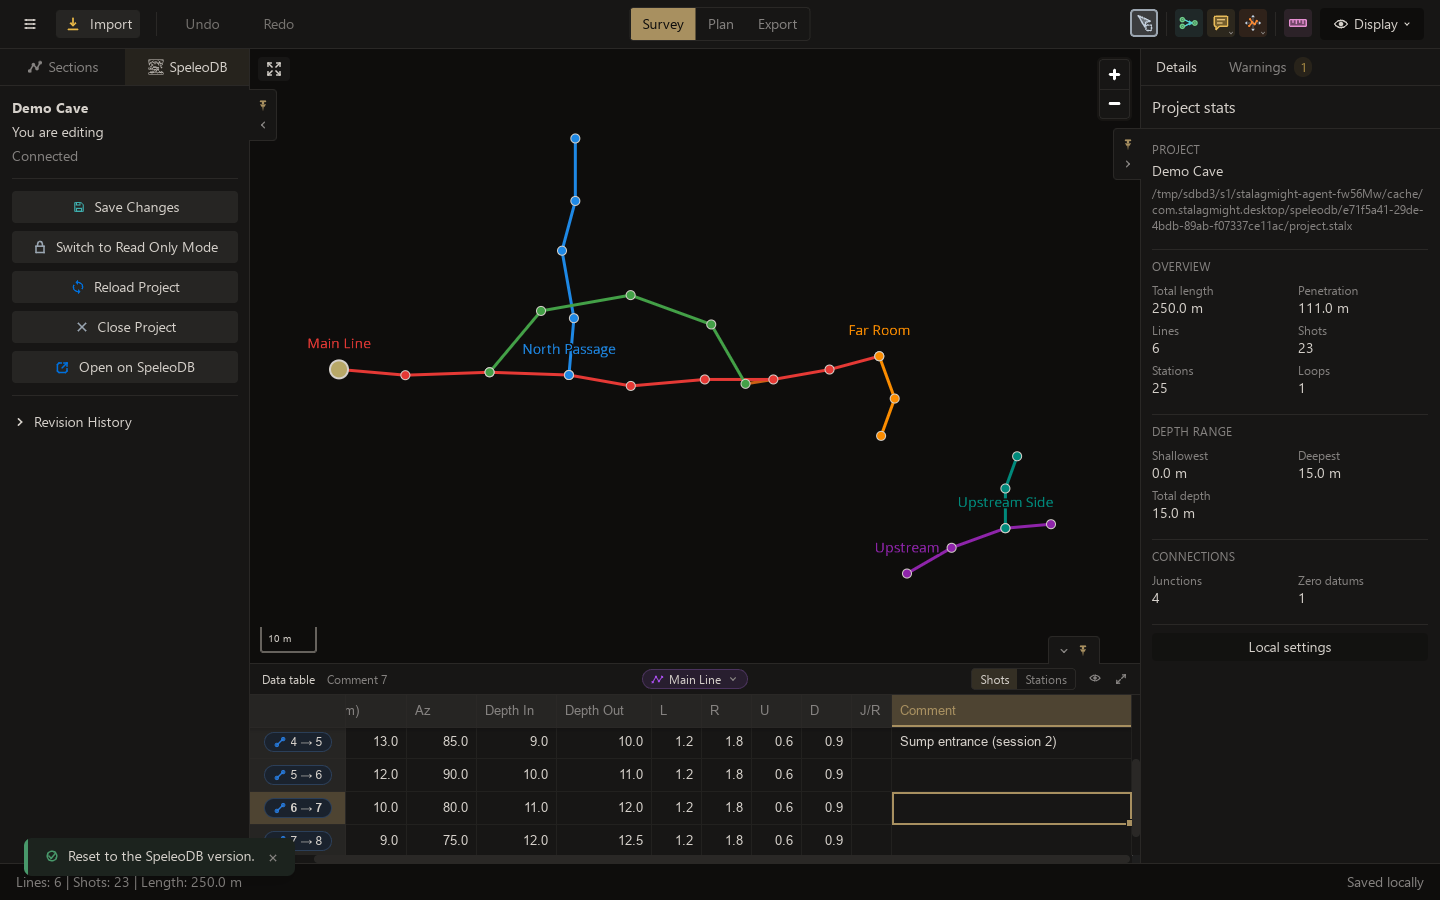 Import
Undo
Redo
Survey
Plan
Export
Display
Sections
SpeleoDB
Demo Cave
You are editing
Connected
Save Changes
Switch to Read Only Mode
Reload Project
Close Project
Open on SpeleoDB
Revision History
Main Line
North Passage
Far Room
Upstream Side
Upstream
10 m
Details
Warnings 1
Project stats
PROJECT
Demo Cave
/tmp/sdbd3/s1/stalagmight-agent-fw56Mw/cache/
com.stalagmight.desktop/speleodb/e71f5a41-29de-
4bdb-89ab-f07337ce11ac/project.stalx
OVERVIEW
Total length Penetration
250.0 m 111.0 m
Lines Shots
6 23
Stations Loops
25 1
DEPTH RANGE
Shallowest Deepest
0.0 m 15.0 m
Total depth
15.0 m
CONNECTIONS
Junctions Zero datums
4 1
Local settings
Data table Comment 7 Main Line Shots Stations
m) Az Depth In Depth Out L R U D J/R Comment
4 → 5 13.0 85.0 9.0 10.0 1.2 1.8 0.6 0.9 Sump entrance (session 2)
5 → 6 12.0 90.0 10.0 11.0 1.2 1.8 0.6 0.9
6 → 7 10.0 80.0 11.0 12.0 1.2 1.8 0.6 0.9
7 → 8 9.0 75.0 12.0 12.5 1.2 1.8 0.6 0.9
Reset to the SpeleoDB version.
Lines: 6 | Shots: 23 | Length: 250.0 m
Saved locally